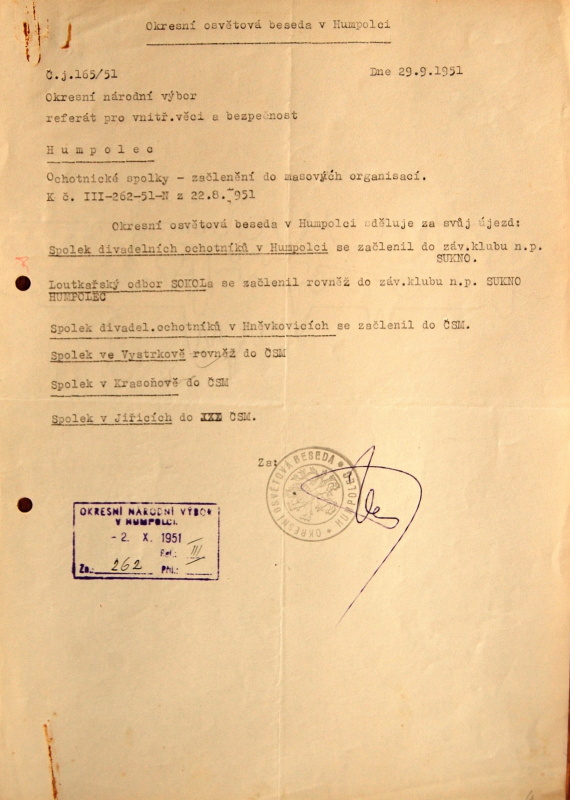 Okresní osvětová beseda v Humpolci
Č.j.165/51 Dne 29.9.1951
Okresní národní výbor
referát pro vnitř.věci a bezpečnost
H u m p o l e c
Ochotnické spolky - začlenění do masových organisací.
K č. III-262-51-N z 22.8.-951
Okresní osvětová beseda v Humpolci sděluje za svůj újezd:
Spolek divadelních ochotníků v Humpolci se začlenil do záv.klubu n.p.
SUKNO.
Loutkařský odbor SOKOLa se začlenil rovněž do záv.klubu n.p. SUKNO
HUMPOLEC
Spolek divadel.ochotníků v Hněvkovicích se začlenil do ČSM.
Spolek ve Vystrkově rovněž do ČSM
Spolek v Krasoňově do ČSM
Spolek v Jiřicích do XXX ČSM.
Za:
OKRESNÍ OSVĚTOVÁ BESEDA * HUMPOLEC *
OKRESNÍ NÁRODNÍ VÝBOR
V HUMPOLCI.
- 2. X. 1951
Ref.: III
Zn.: 262 Příl.: